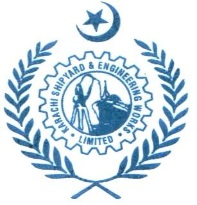 KARACHI SHIPYARD & ENGINEERING WORKS
• LIMITED •